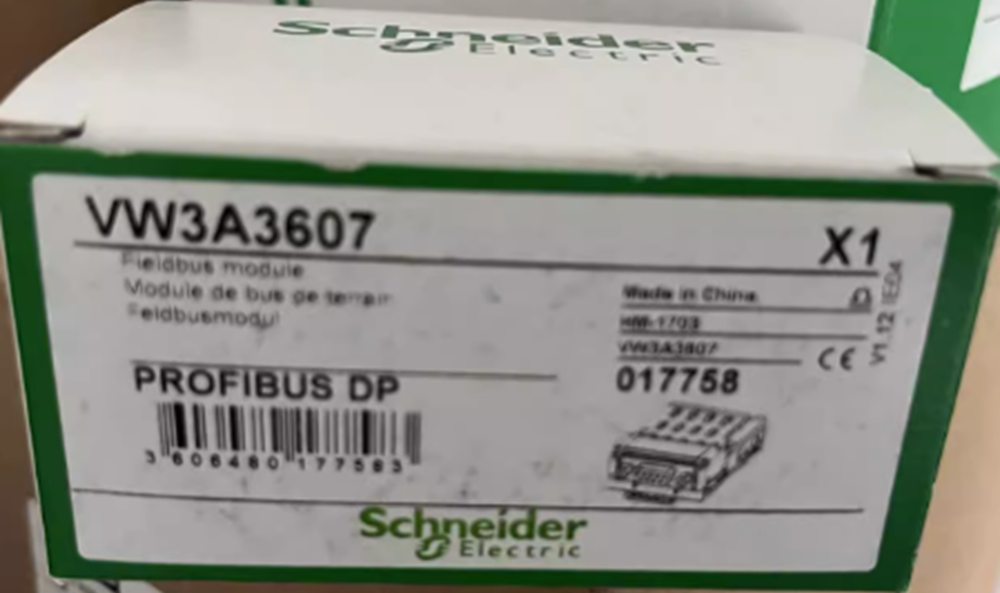 Schneider
Electric
VW3A3607
X1
Fieldbus module
Module de bus de terrain
Feldbusmodul
Made in China
HM-1703
VW3A3607
017758
V1.12 IE04
CE
PROFIBUS DP
3 606480 177583
Schneider
Electric